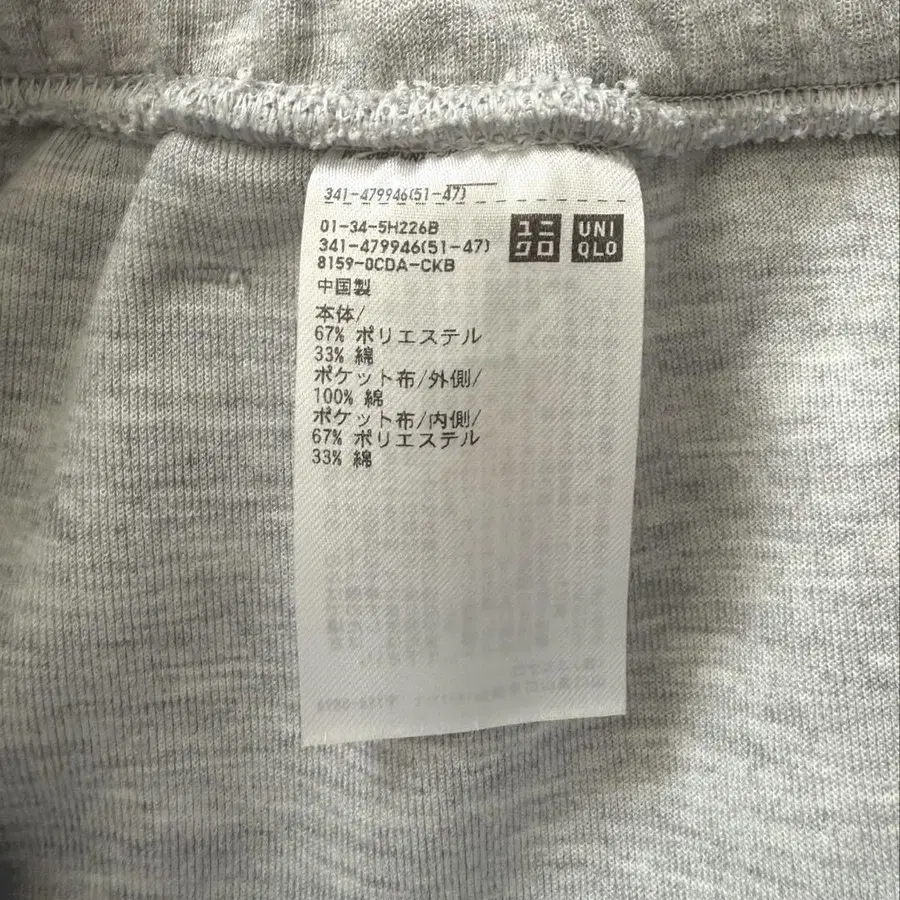 341-479946(51-47)
01-34-5H226B
341-479946(51-47)
8159-0CDA-CKB
ユニ
クロ
UNI
QLO
中国製
本体/
67% ポリエステル
33% 綿
ポケット布/外側/
100% 綿
ポケット布/内側/
67% ポリエステル
33% 綿